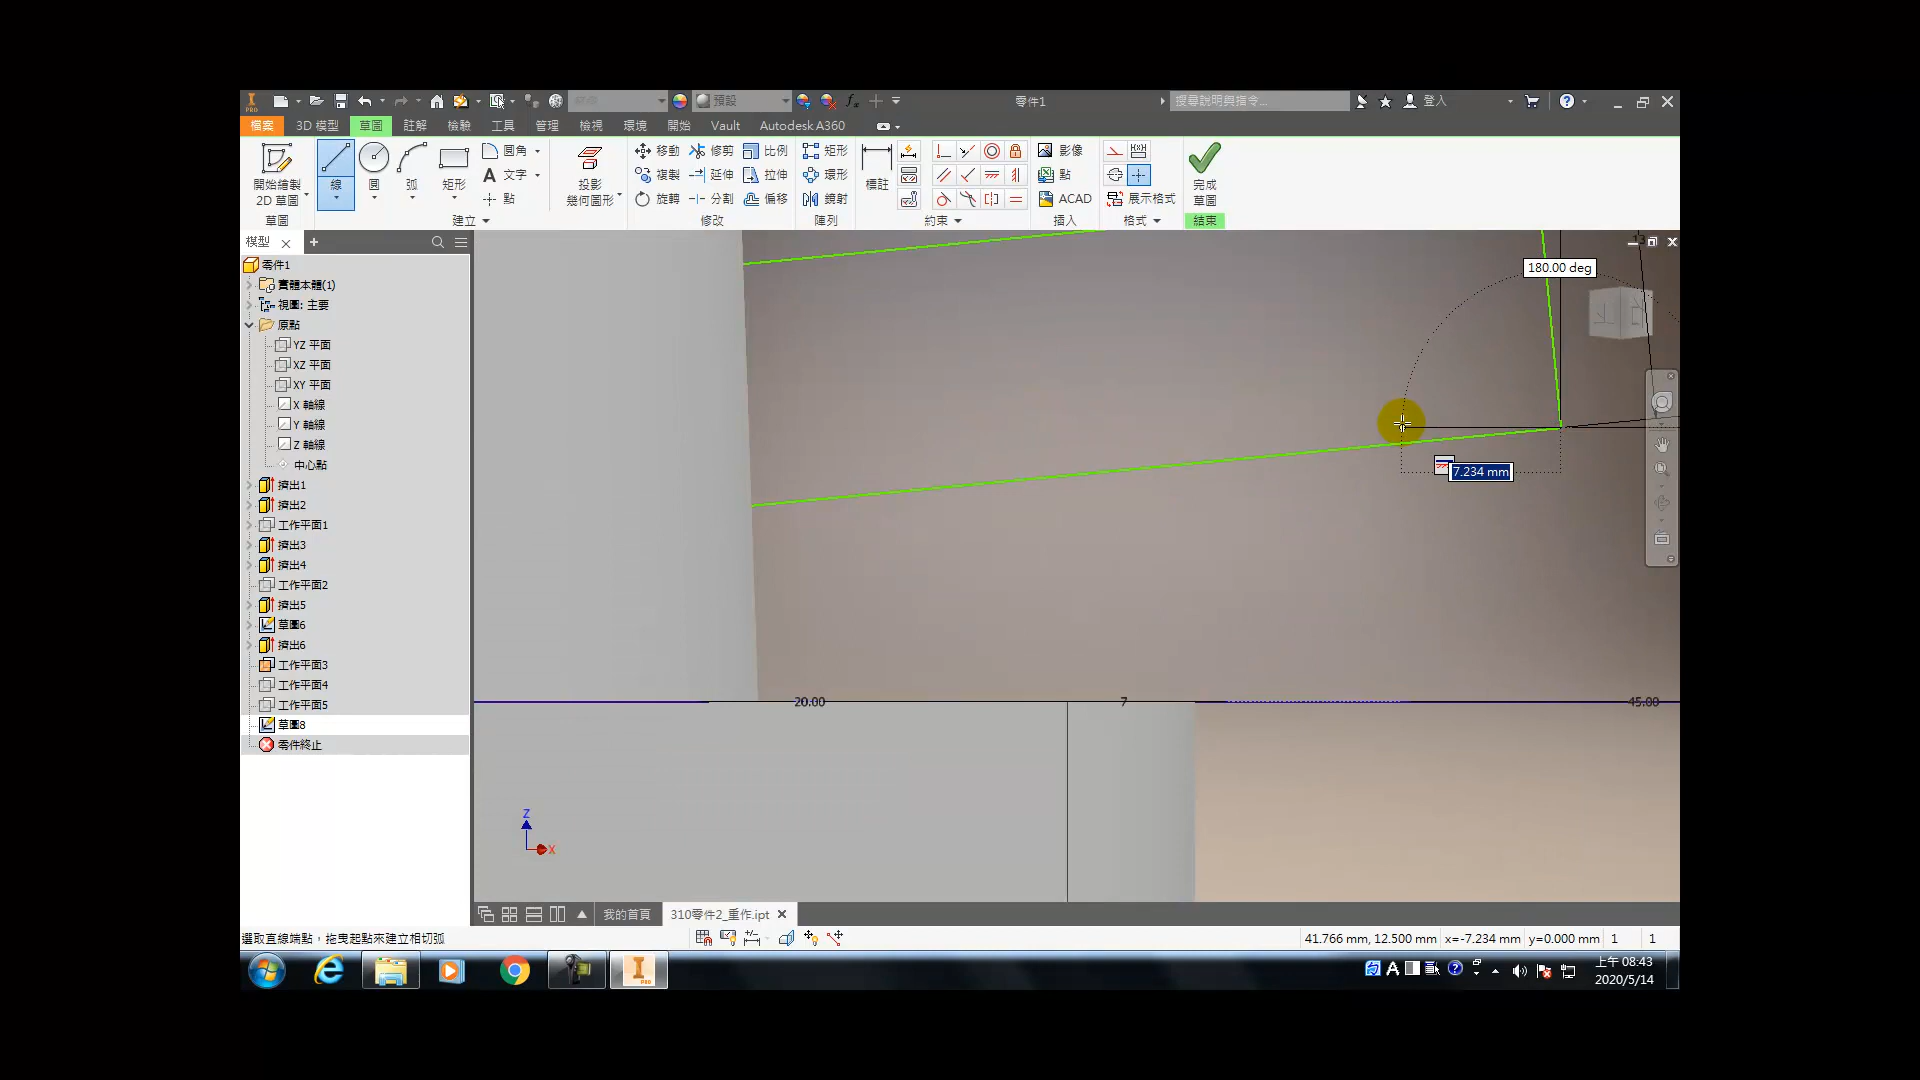 預設
零件1
搜尋說明與指令...
登入
檔案
3D 模型
草圖
註解
檢驗
工具
管理
檢視
環境
開始
Vault
Autodesk A360
開始繪製
2D 草圖
線
圓
弧
矩形
圓角
文字
點
投影
幾何圖形
移動
修剪
比例
複製
延伸
拉伸
旋轉
分割
偏移
矩形
環形
鏡射
標註
影像
點
ACAD
展示格式
完成
草圖
草圖
建立
修改
陣列
約束
插入
格式
結束
模型
零件1
實體本體(1)
視圖: 主要
原點
YZ 平面
XZ 平面
XY 平面
X 軸線
Y 軸線
Z 軸線
中心點
擠出1
擠出2
工作平面1
擠出3
擠出4
工作平面2
擠出5
草圖6
擠出6
工作平面3
工作平面4
工作平面5
草圖8
零件終止
180.00 deg
7.234 mm
20.00
7
45.00
Z
X
我的首頁
310零件2_重作.ipt
選取直線端點，拖曳起點來建立相切弧
41.766 mm, 12.500 mm
x=-7.234 mm
y=0.000 mm
1
1
上午 08:43
2020/5/14